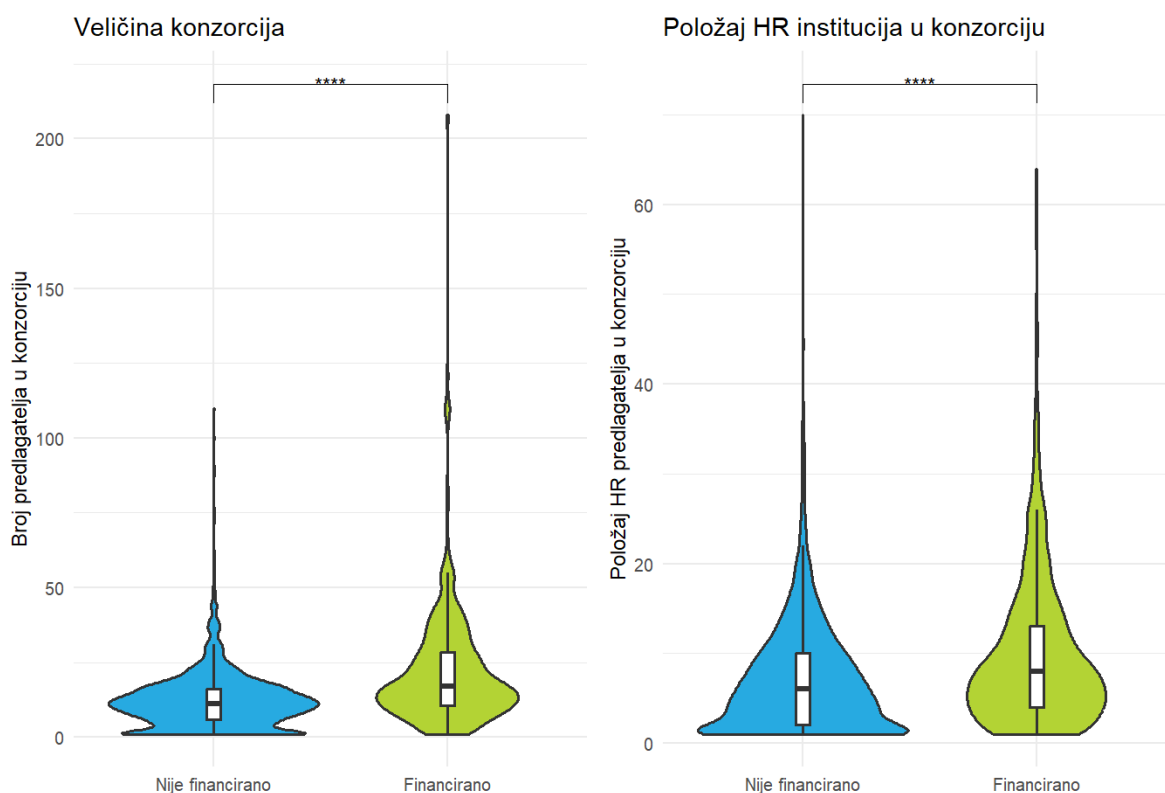 Veličina konzorcija
****
200
150
100
50
0
Broj predlagatelja u konzorciju
Nije financirano
Financirano
Položaj HR institucija u konzorciju
****
60
40
20
0
Položaj HR predlagatelja u konzorciju
Nije financirano
Financirano